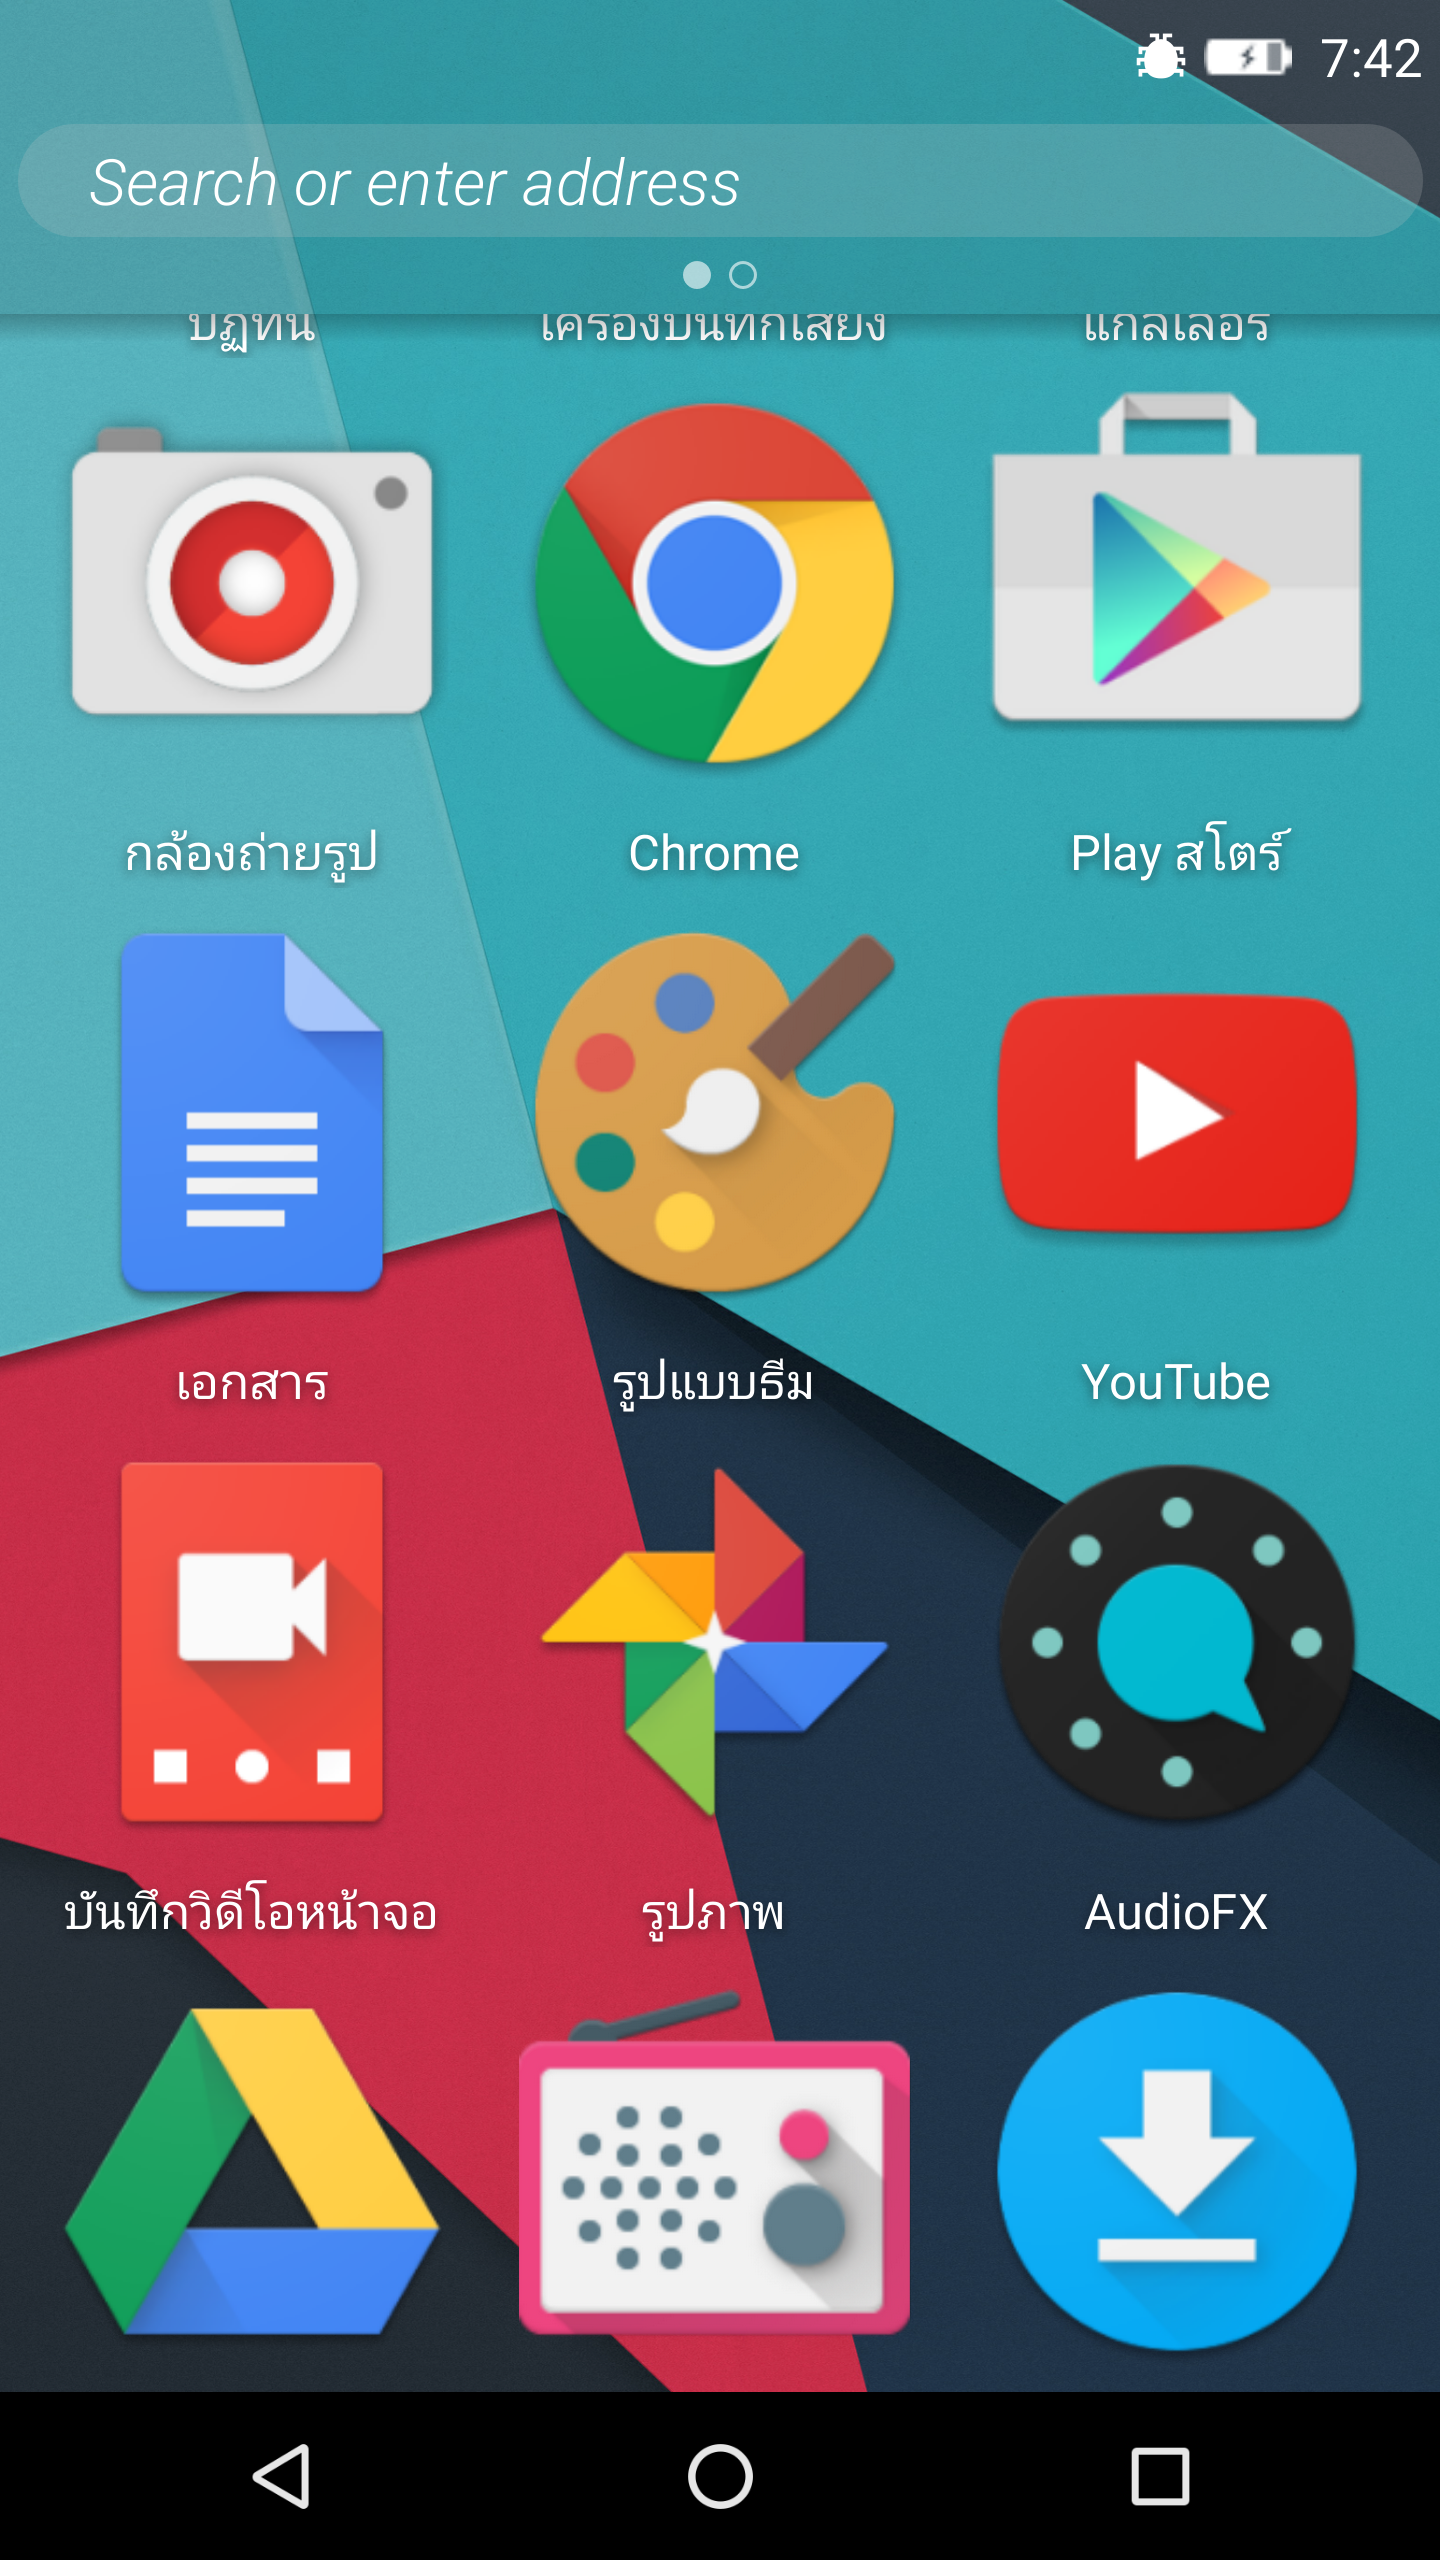 7:42
Search or enter address
ปฏิทิน
เครื่องบันทึกเสียง
แกลเลอรี
กล้องถ่ายรูป
Chrome
Play สโตร์
เอกสาร
รูปแบบธีม
YouTube
บันทึกวิดีโอหน้าจอ
รูปภาพ
AudioFX